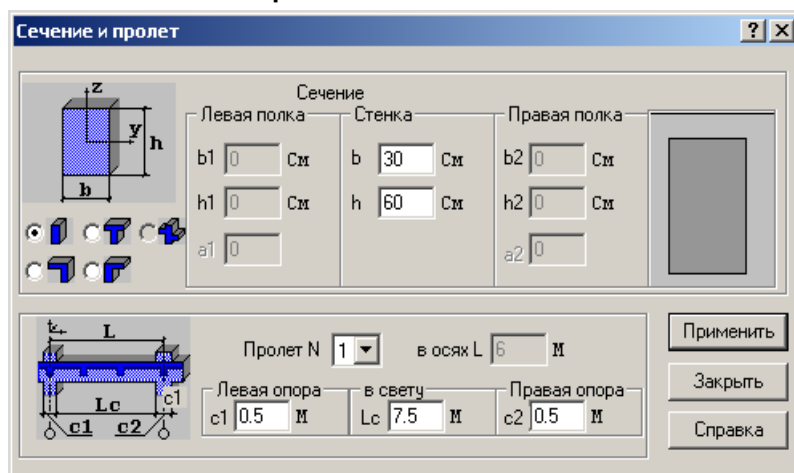 Сечение и пролет
? ×
Сечение
Левая полка Стенка Правая полка
z
y
h
b
b1 0 См b 30 См b2 0 См
h1 0 См h 60 См h2 0 См
a1 0 a2 0
L
Lc
c1
c1 c2
Пролет N 1 в осях L 6 М
Левая опора в свету Правая опора
c1 0.5 М Lc 7.5 М c2 0.5 М
Применить
Закрыть
Справка